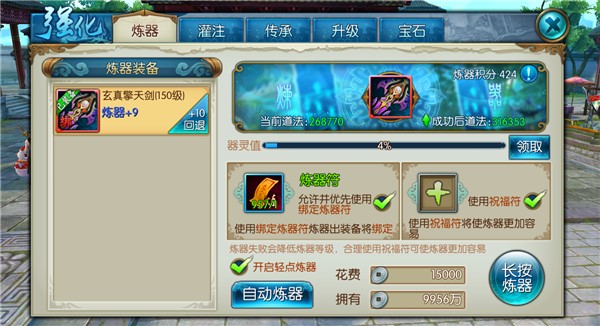 强化
炼器 灌注 传承 升级 宝石
炼器装备
玄真擎天剑(150级)
炼器+9
+10
回退
绑
炼器积分 424
炼 器
当前道法:268770
成功后道法:316353
器灵值 4% 领取
炼器符
允许并优先使用
绑定炼器符
使用绑定炼器符炼器出装备将绑定
使用祝福符
使用祝福符将使炼器更加容
易
炼器失败会降低炼器等级,合理使用祝福符可使炼器更加容易
开启轻点炼器
花费 15000
自动炼器
拥有 9956万
长按
炼器